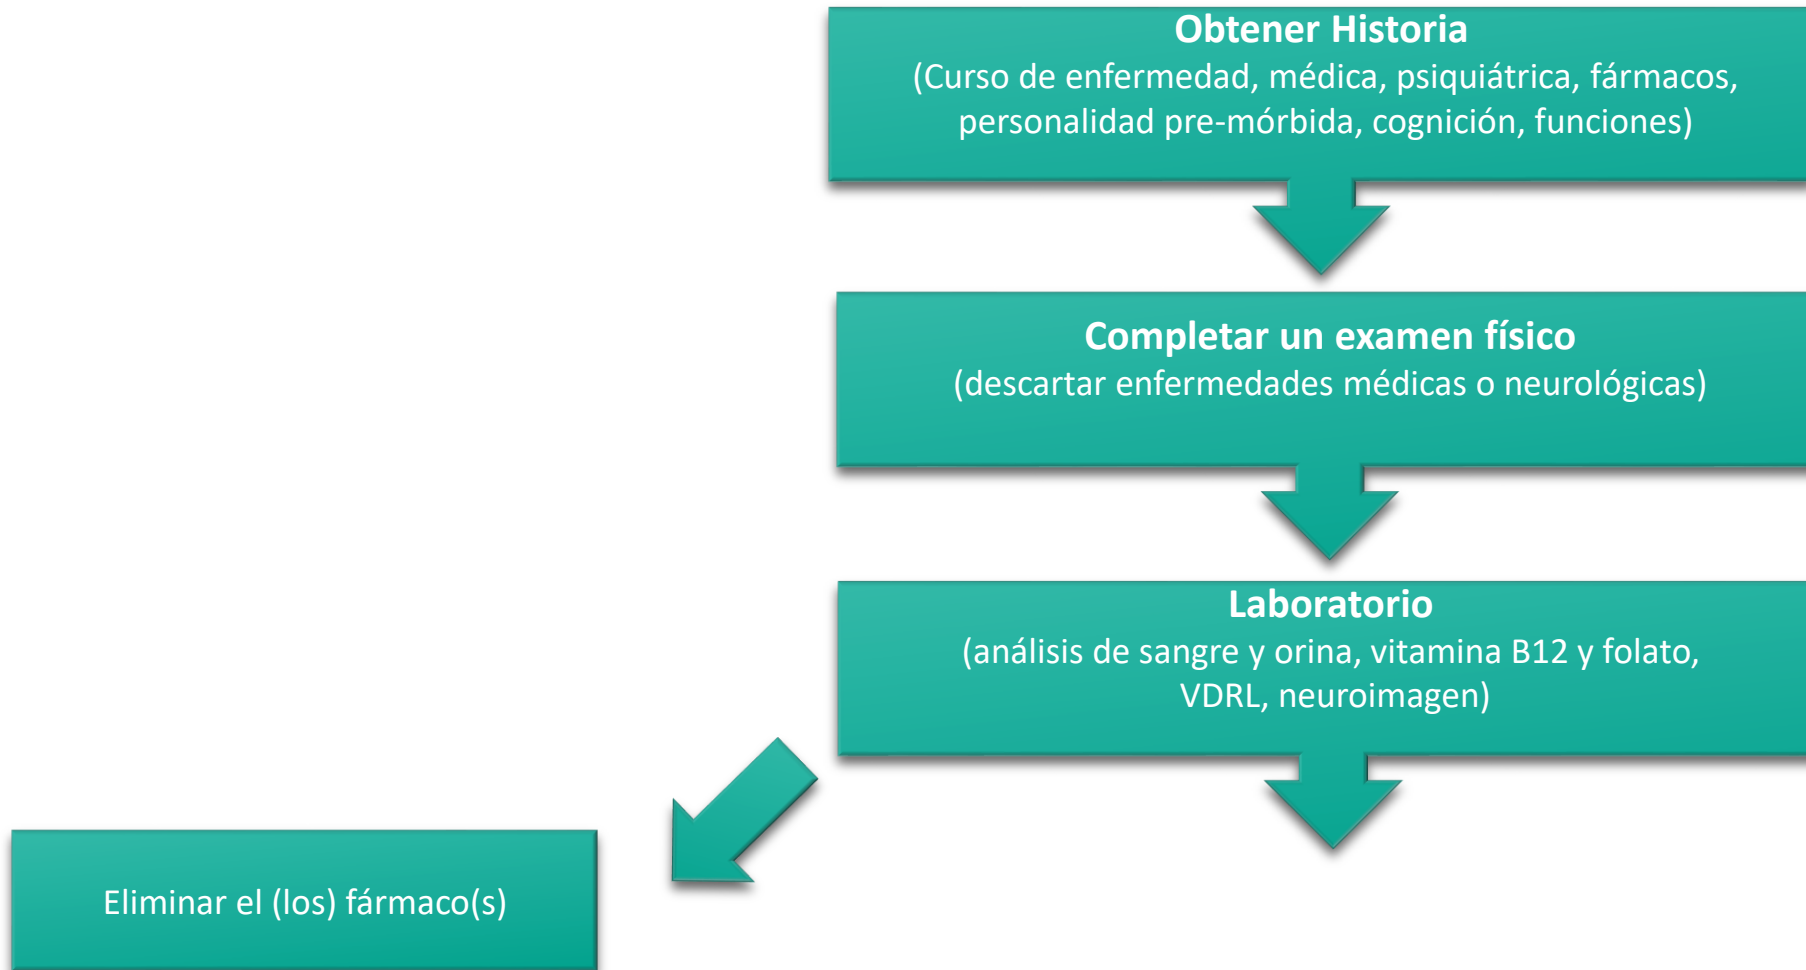 Obtener Historia
(Curso de enfermedad, médica, psiquiátrica, fármacos,
personalidad pre-mórbida, cognición, funciones)
Completar un examen físico
(descartar enfermedades médicas o neurológicas)
Laboratorio
(análisis de sangre y orina, vitamina B12 y folato,
VDRL, neuroimagen)
Eliminar el (los) fármaco(s)